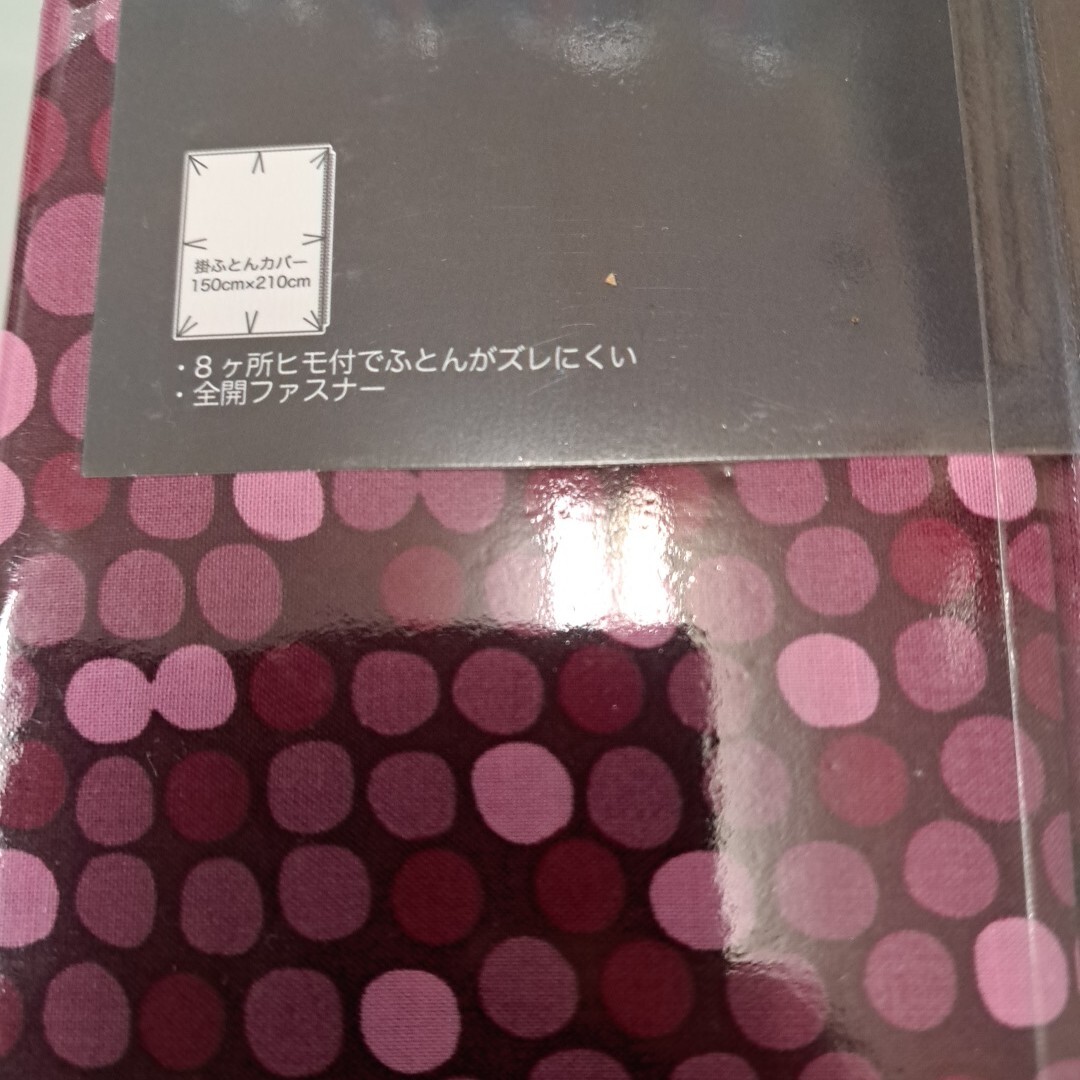 掛ふとんカバー
150cm×210cm
・8ヶ所ヒモ付でふとんがズレにくい
・全開ファスナー